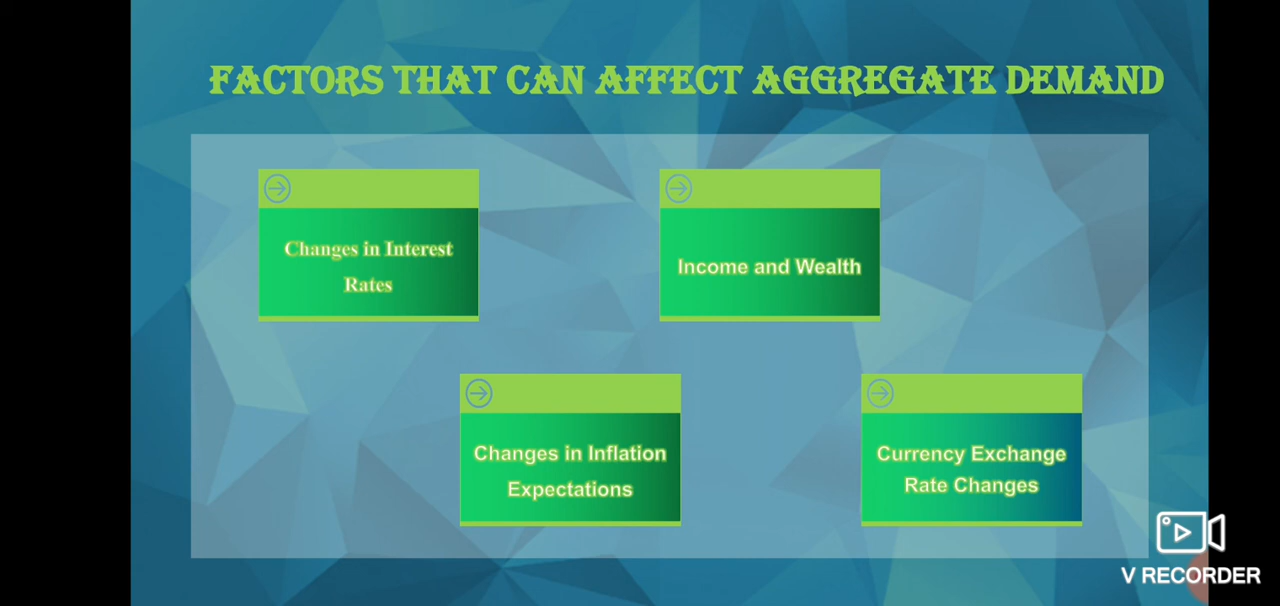 FACTORS THAT CAN AFFECT AGGREGATE DEMAND
Changes in Interest
Rates
Income and Wealth
Changes in Inflation
Expectations
Currency Exchange
Rate Changes
V RECORDER